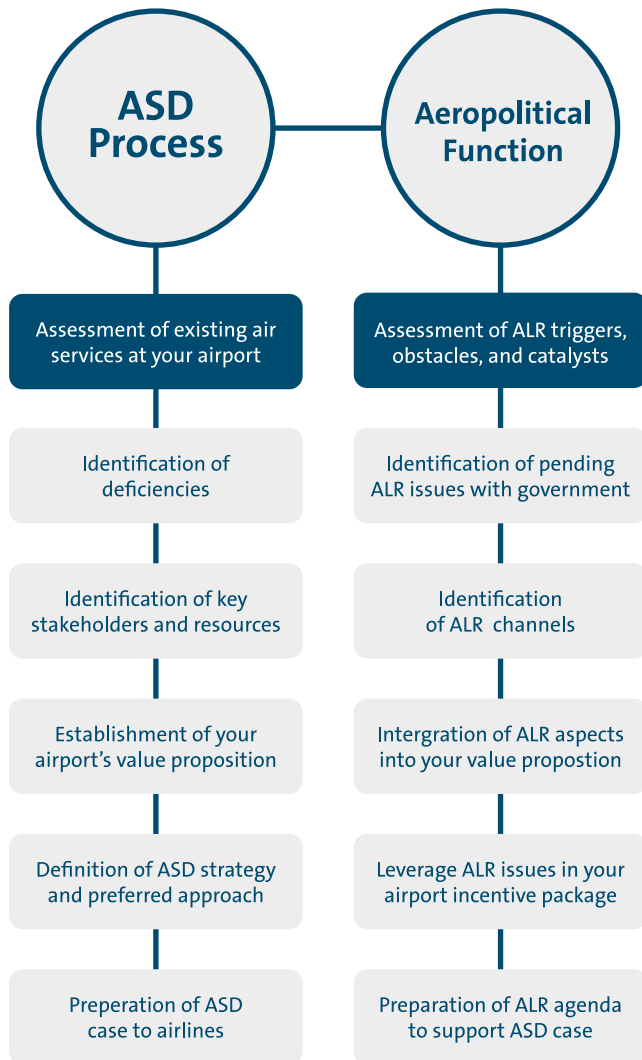 ASD
Process
Aeropolitical
Function
Assessment of existing air
services at your airport
Assessment of ALR triggers,
obstacles, and catalysts
Identification of
deficiencies
Identification of pending
ALR issues with government
Identification of key
stakeholders and resources
Identification
of ALR channels
Establishment of your
airport's value proposition
Intergration of ALR aspects
into your value propostion
Definition of ASD strategy
and preferred approach
Leverage ALR issues in your
airport incentive package
Preperation of ASD
case to airlines
Preparation of ALR agenda
to support ASD case